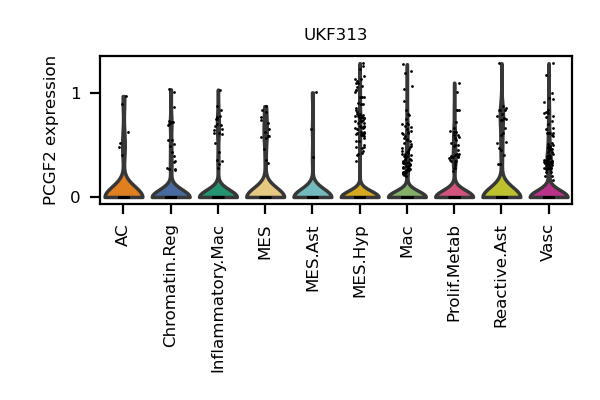 UKF313
PCGF2 expression
1
0
AC
Chromatin.Reg
Inflammatory.Mac
MES
MES.Ast
MES.Hyp
Mac
Prolif.Metab
Reactive.Ast
Vasc